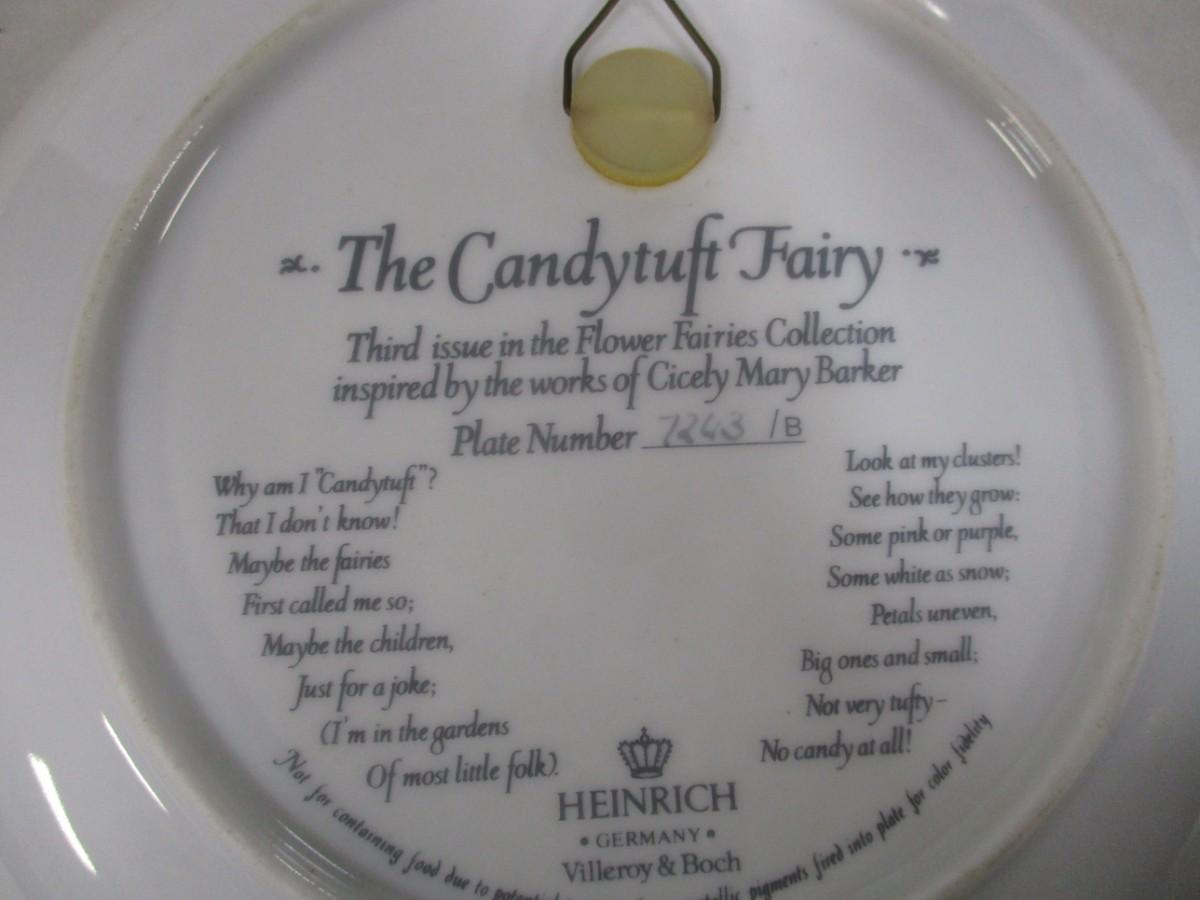 The Candytuft Fairy
Third issue in the Flower Fairies Collection
inspired by the works of Cicely Mary Barker
Plate Number 7243 /B
Why am I "Candytuft"?
That I don't know!
Maybe the fairies
First called me so;
Maybe the children,
Just for a joke;
(I'm in the gardens
Of most little folk).
Look at my clusters!
See how they grow:
Some pink or purple,
Some white as snow;
Petals uneven,
Big ones and small;
Not very tufty–
No candy at all!
HEINRICH
• GERMANY •
Villeroy & Boch
Not for containing food due to pigments fired into plate for color fidelity